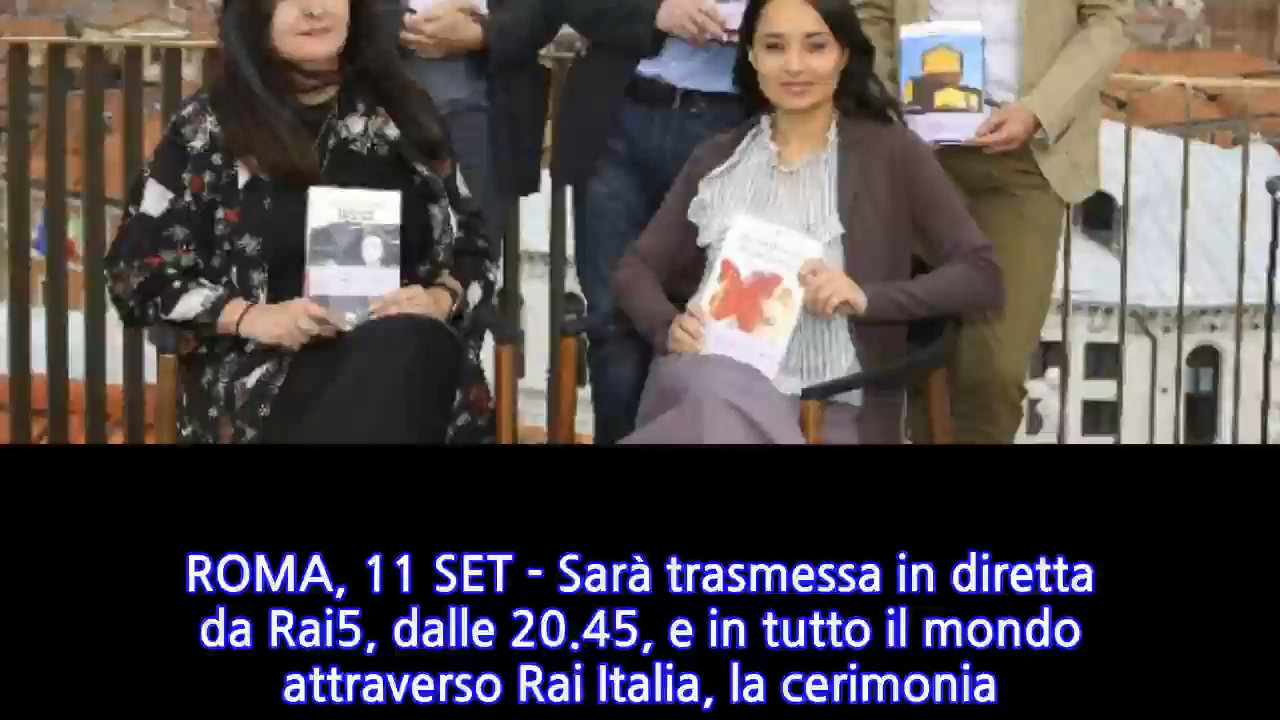 ROMA, 11 SET - Sarà trasmessa in diretta
da Rai5, dalle 20.45, e in tutto il mondo
attraverso Rai Italia, la cerimonia